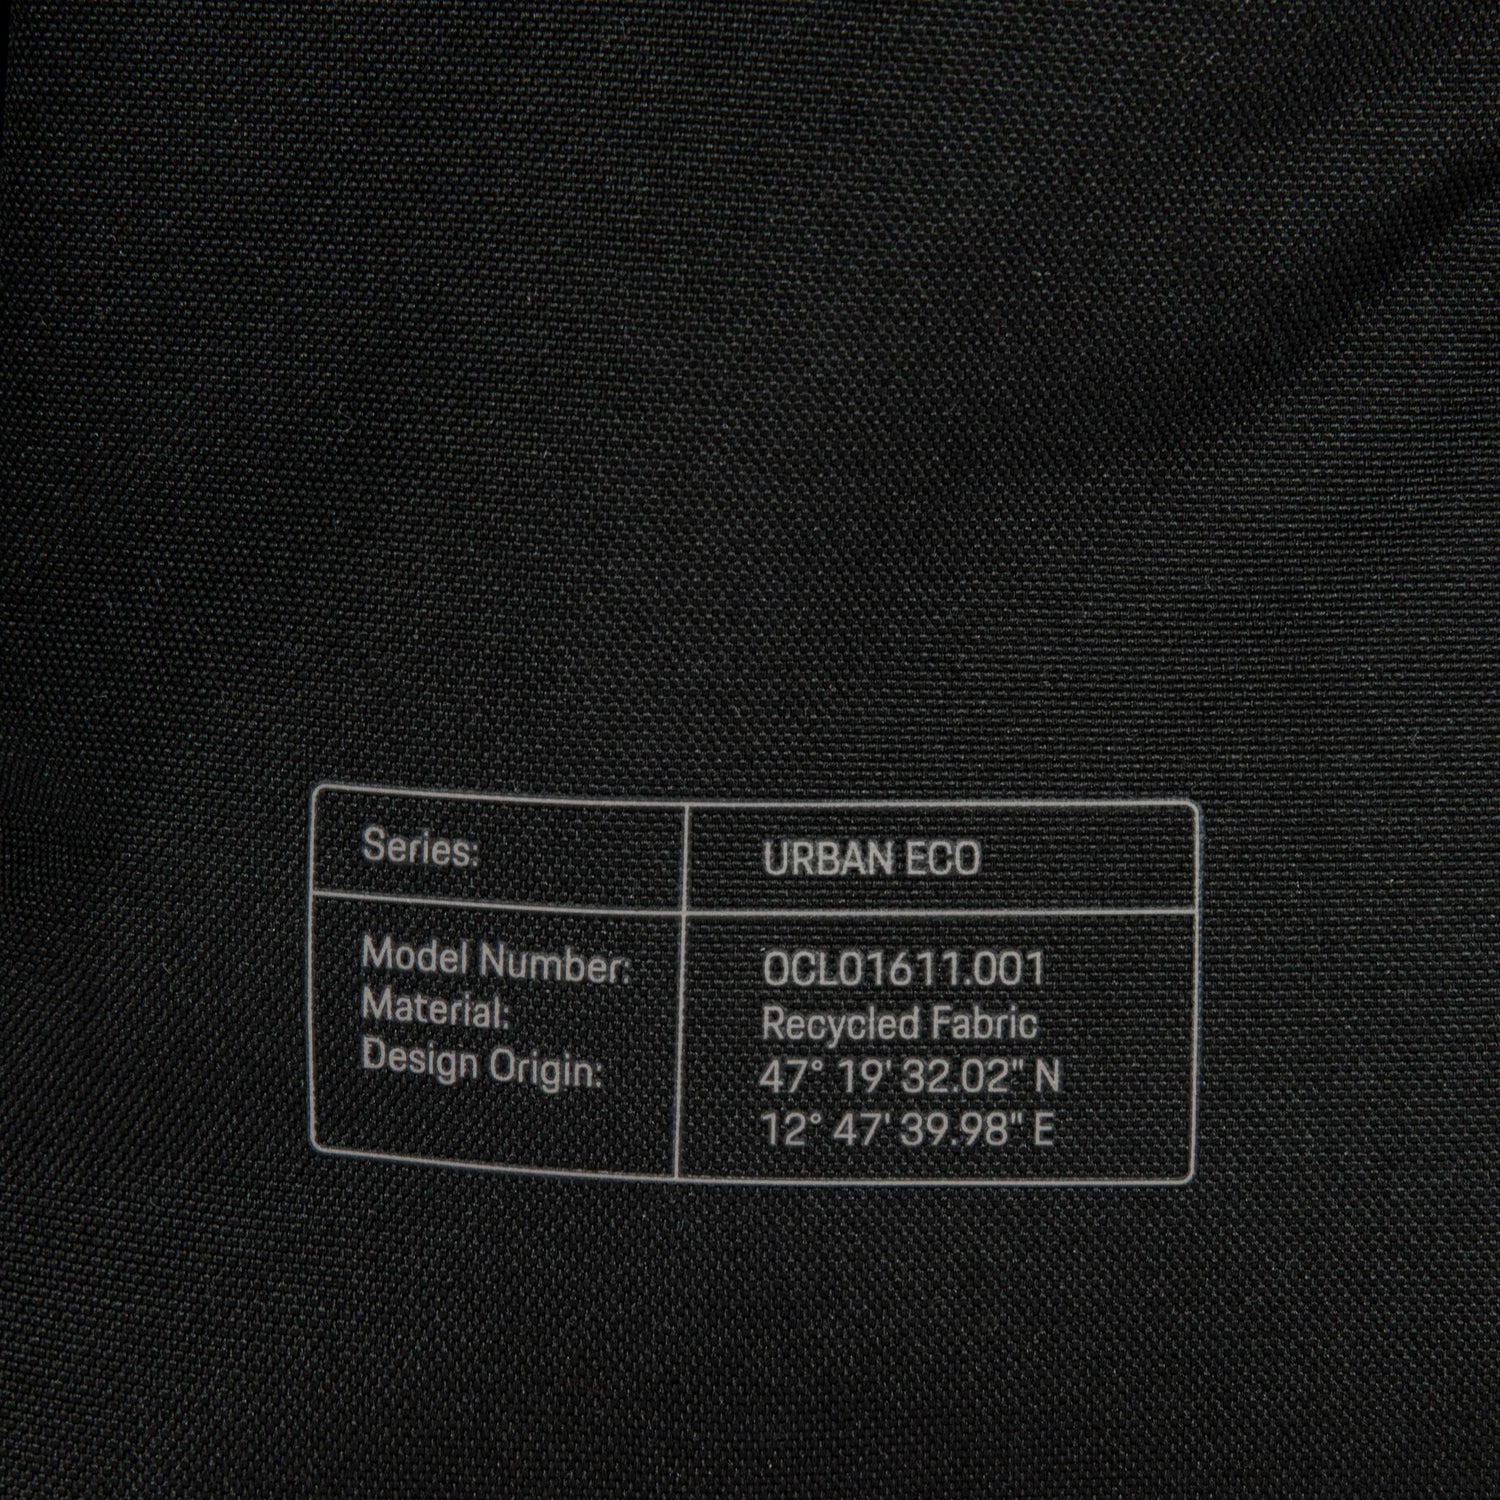 Series: URBAN ECO
Model Number: OCL01611.001
Material: Recycled Fabric
Design Origin: 47° 19' 32.02" N
12° 47' 39.98" E